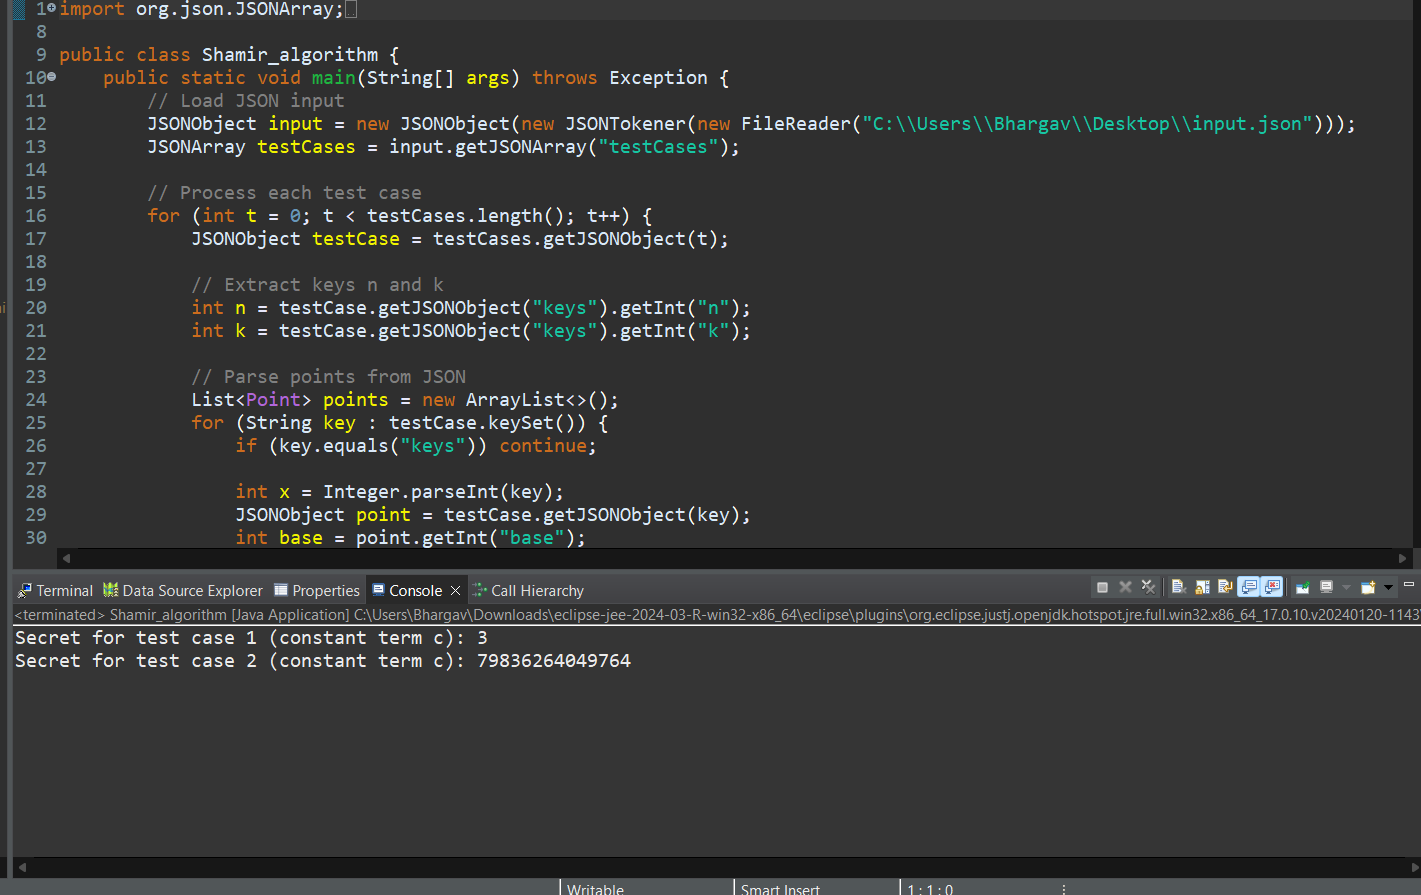 1 import org.json.JSONArray;
8
9 public class Shamir_algorithm {
10 public static void main(String[] args) throws Exception {
11 // Load JSON input
12 JSONObject input = new JSONObject(new JSONTokener(new FileReader("C:\\Users\\Bhargav\\Desktop\\input.json")));
13 JSONArray testCases = input.getJSONArray("testCases");
14
15 // Process each test case
16 for (int t = 0; t < testCases.length(); t++) {
17 JSONObject testCase = testCases.getJSONObject(t);
18
19 // Extract keys n and k
20 int n = testCase.getJSONObject("keys").getInt("n");
21 int k = testCase.getJSONObject("keys").getInt("k");
22
23 // Parse points from JSON
24 List<Point> points = new ArrayList<>();
25 for (String key : testCase.keySet()) {
26 if (key.equals("keys")) continue;
27
28 int x = Integer.parseInt(key);
29 JSONObject point = testCase.getJSONObject(key);
30 int base = point.getInt("base");
Terminal Data Source Explorer Properties Console Call Hierarchy
<terminated> Shamir_algorithm [Java Application] C:\Users\Bhargav\Downloads\eclipse-jee-2024-03-R-win32-x86_64\eclipse\plugins\org.eclipse.justj.openjdk.hotspot.jre.full.win32.x86_64_17.0.10.v20240120-1143
Secret for test case 1 (constant term c): 3
Secret for test case 2 (constant term c): 79836264049764
Writable Smart Insert 1 : 1 : 0